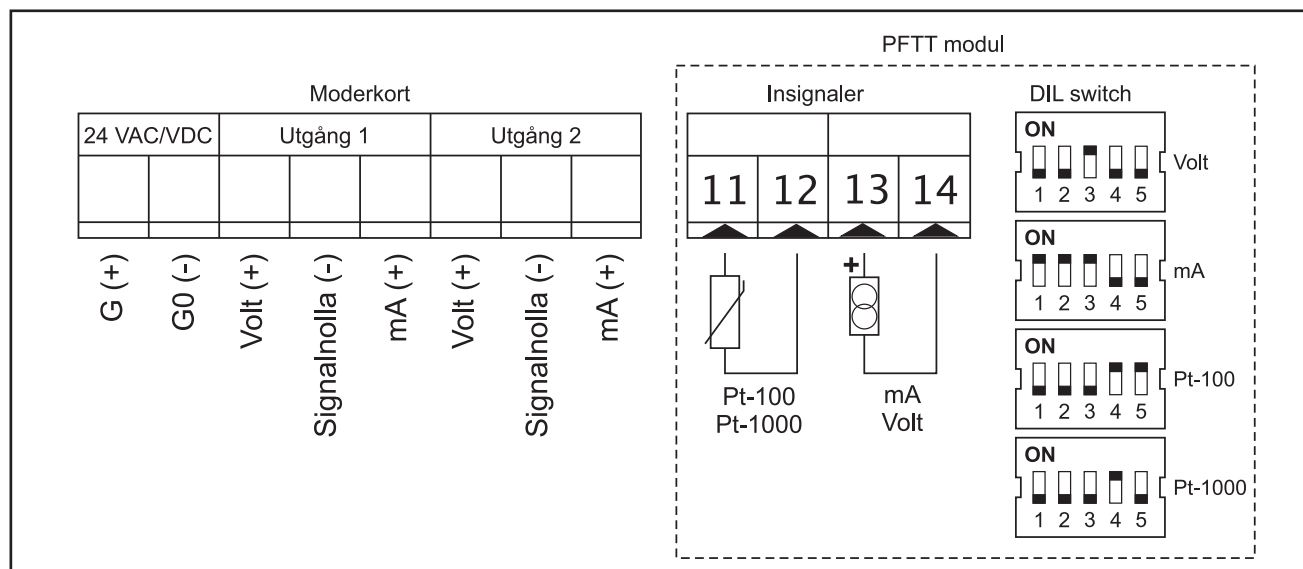 PFTT modul
Moderkort
24 VAC/VDC Utgång 1 Utgång 2
G (+)
G0 (-)
Volt (+)
Signalnolla (-)
mA (+)
Volt (+)
Signalnolla (-)
mA (+)
Insignaler
11 12 13 14
+
Pt-100
Pt-1000
mA
Volt
DIL switch
ON
1 2 3 4 5
Volt
ON
1 2 3 4 5
mA
ON
1 2 3 4 5
Pt-100
ON
1 2 3 4 5
Pt-1000